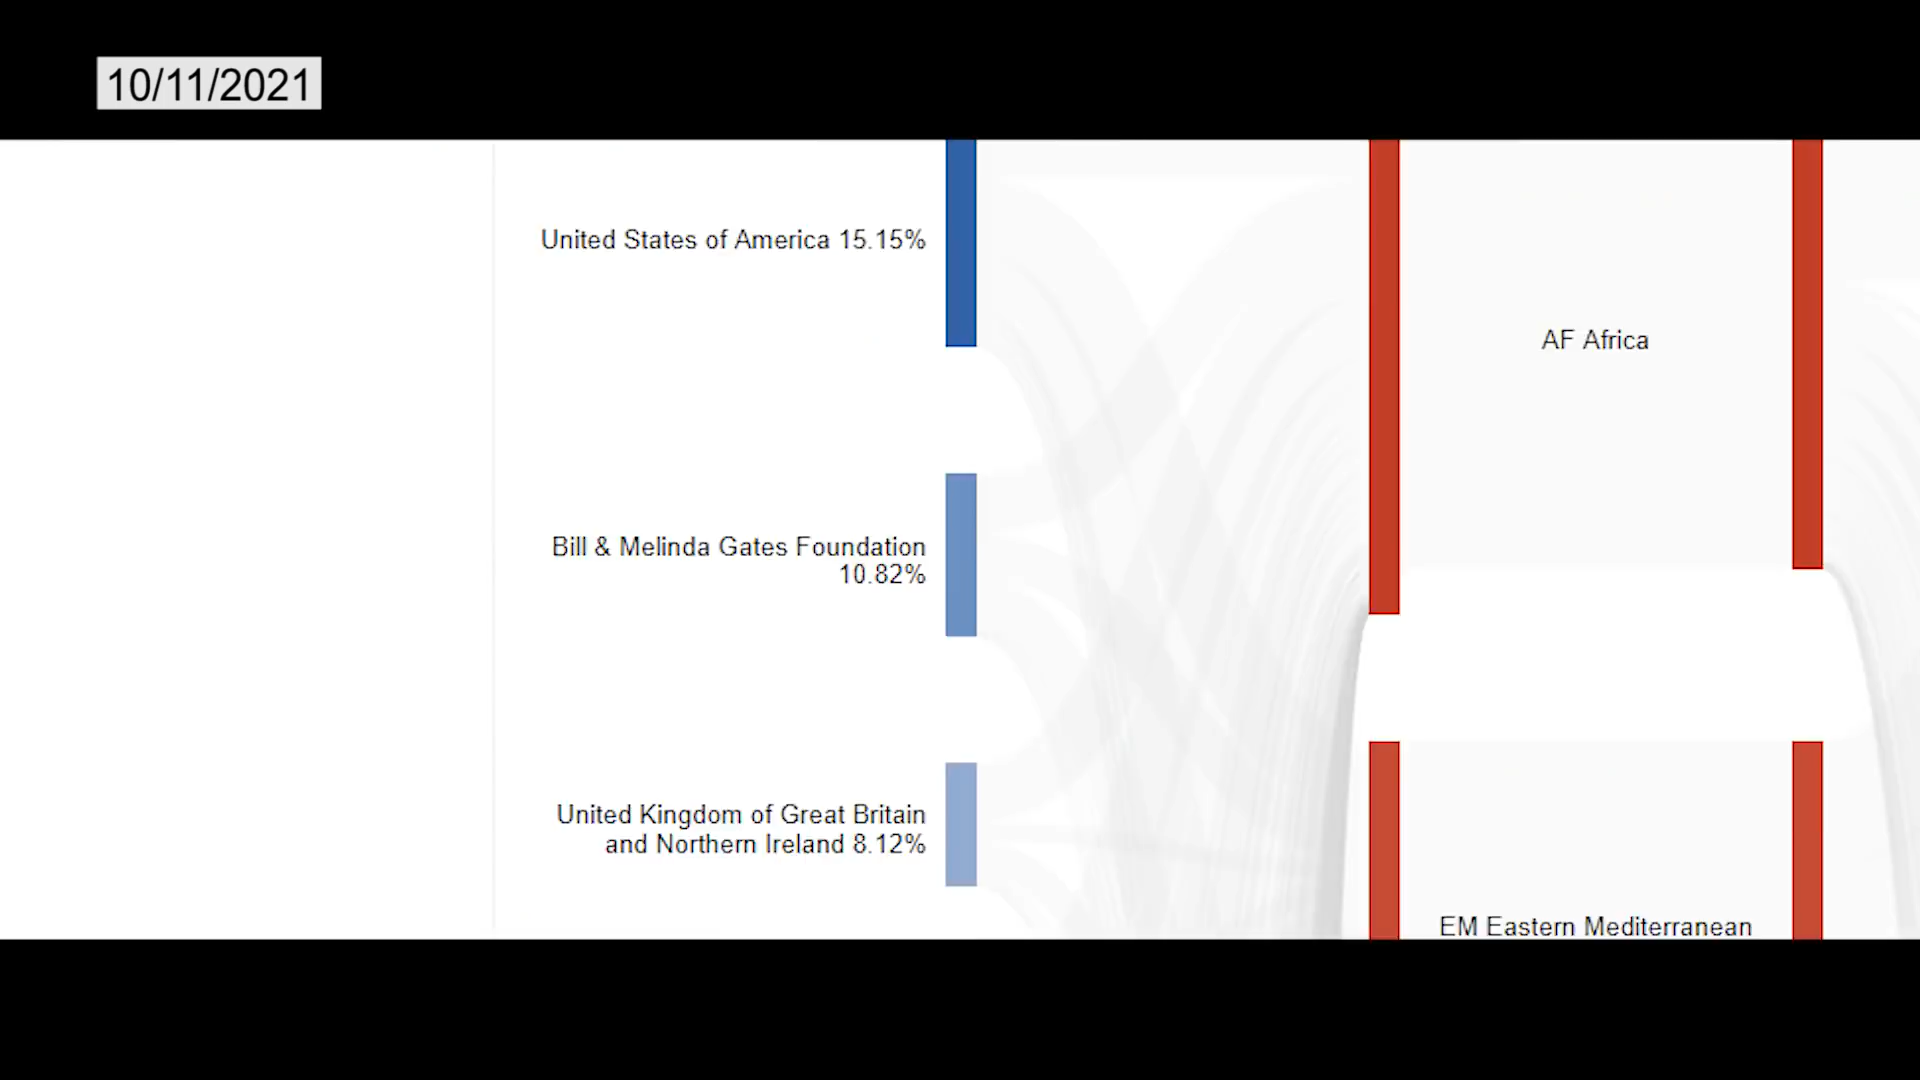 10/11/2021
United States of America 15.15%
Bill & Melinda Gates Foundation
10.82%
United Kingdom of Great Britain
and Northern Ireland 8.12%
AF Africa
EM Eastern Mediterranean